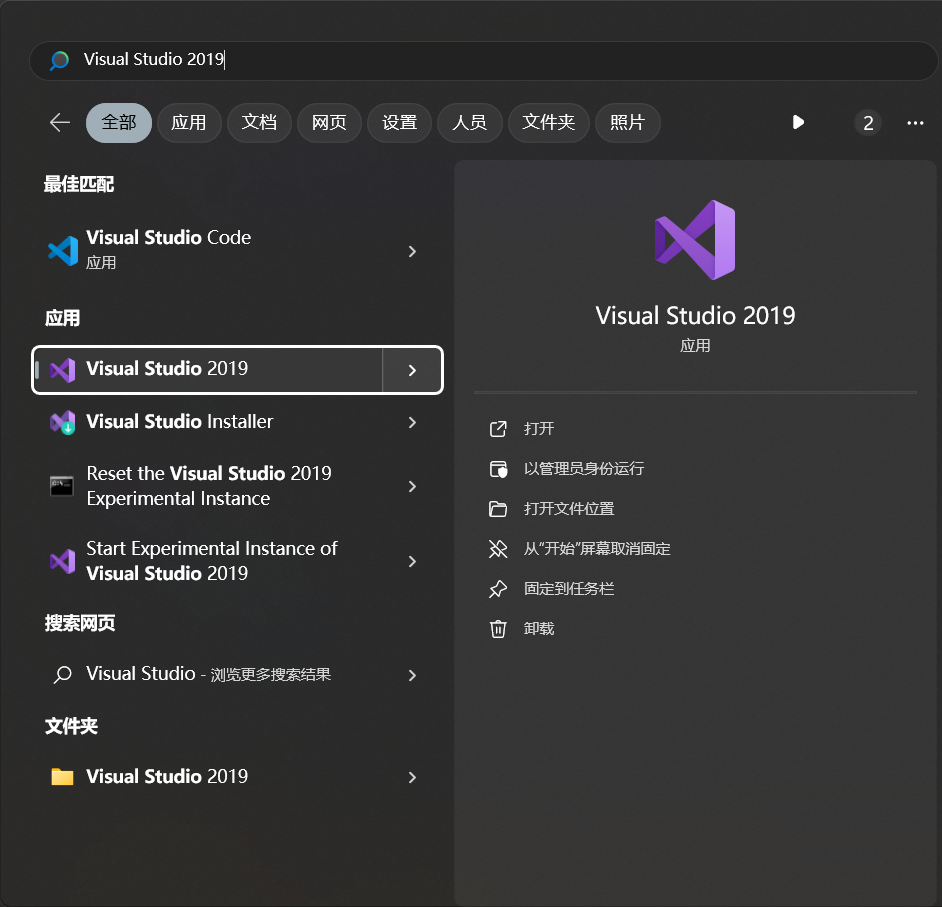 Visual Studio 2019
全部
应用
文档
网页
设置
人员
文件夹
照片
2
最佳匹配
Visual Studio Code
应用
应用
Visual Studio 2019
Visual Studio Installer
Reset the Visual Studio 2019
Experimental Instance
Start Experimental Instance of
Visual Studio 2019
搜索网页
Visual Studio - 浏览更多搜索结果
文件夹
Visual Studio 2019
Visual Studio 2019
应用
打开
以管理员身份运行
打开文件位置
从“开始”屏幕取消固定
固定到任务栏
卸载